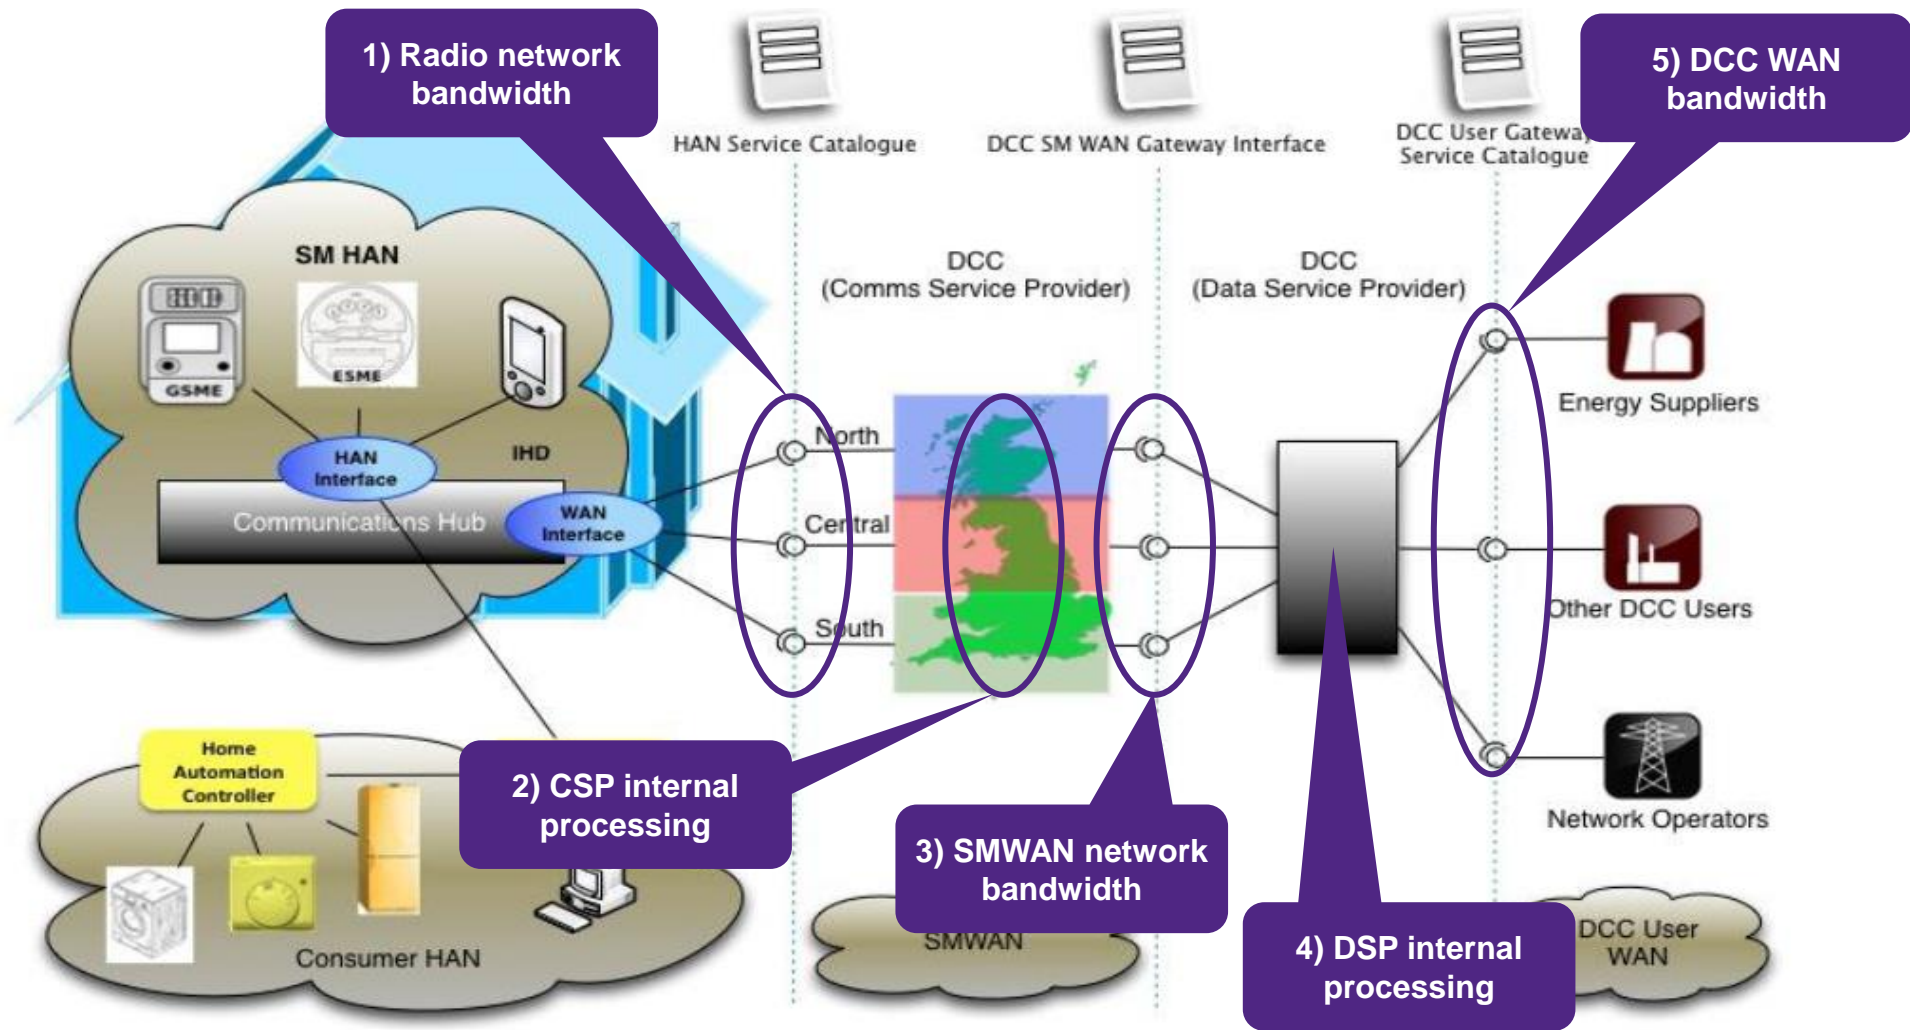 1) Radio network
bandwidth
5) DCC WAN
bandwidth
HAN Service Catalogue
DCC SM WAN Gateway Interface
DCC User Gateway
Service Catalogue
SM HAN
GSME
ESME
IHD
HAN
Interface
Communications Hub
WAN
Interface
DCC
(Comms Service Provider)
DCC
(Data Service Provider)
North
Central
South
Energy Suppliers
Other DCC Users
Network Operators
Home
Automation
Controller
Consumer HAN
2) CSP internal
processing
3) SMWAN network
bandwidth
SMWAN
4) DSP internal
processing
DCC User
WAN